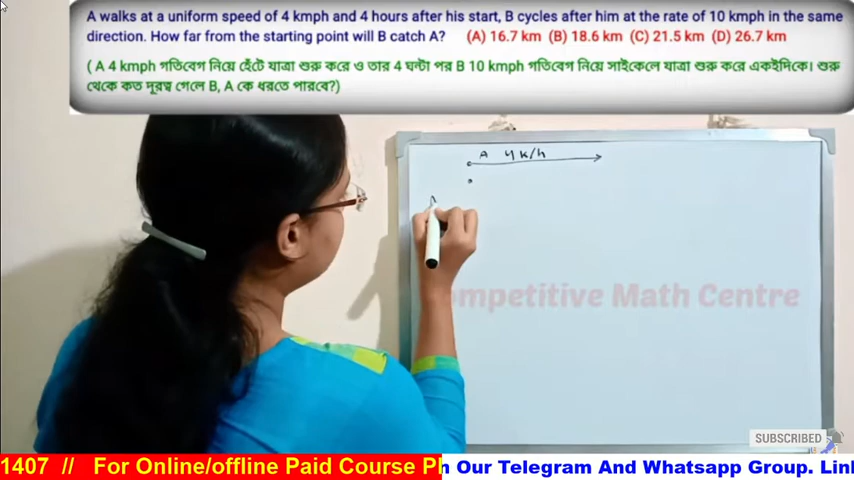 A walks at a uniform speed of 4 kmph and 4 hours after his start, B cycles after him at the rate of 10 kmph in the same
direction. How far from the starting point will B catch A? (A) 16.7 km (B) 18.6 km (C) 21.5 km (D) 26.7 km
( A 4 kmph গতিবেগ নিয়ে হেঁটে যাত্রা শুরু করে ও তার 4 ঘন্টা পর B 10 kmph গতিবেগ নিয়ে সাইকেলে যাত্রা শুরু করে একইদিকে। শুরু
থেকে কত দূরত্ব গেলে B, A কে ধরতে পারবে?)
A 4 k/h
ompetitive Math Centre
SUBSCRIBED
1407 // For Online/offline Paid Course Ph
n Our Telegram And Whatsapp Group. Link